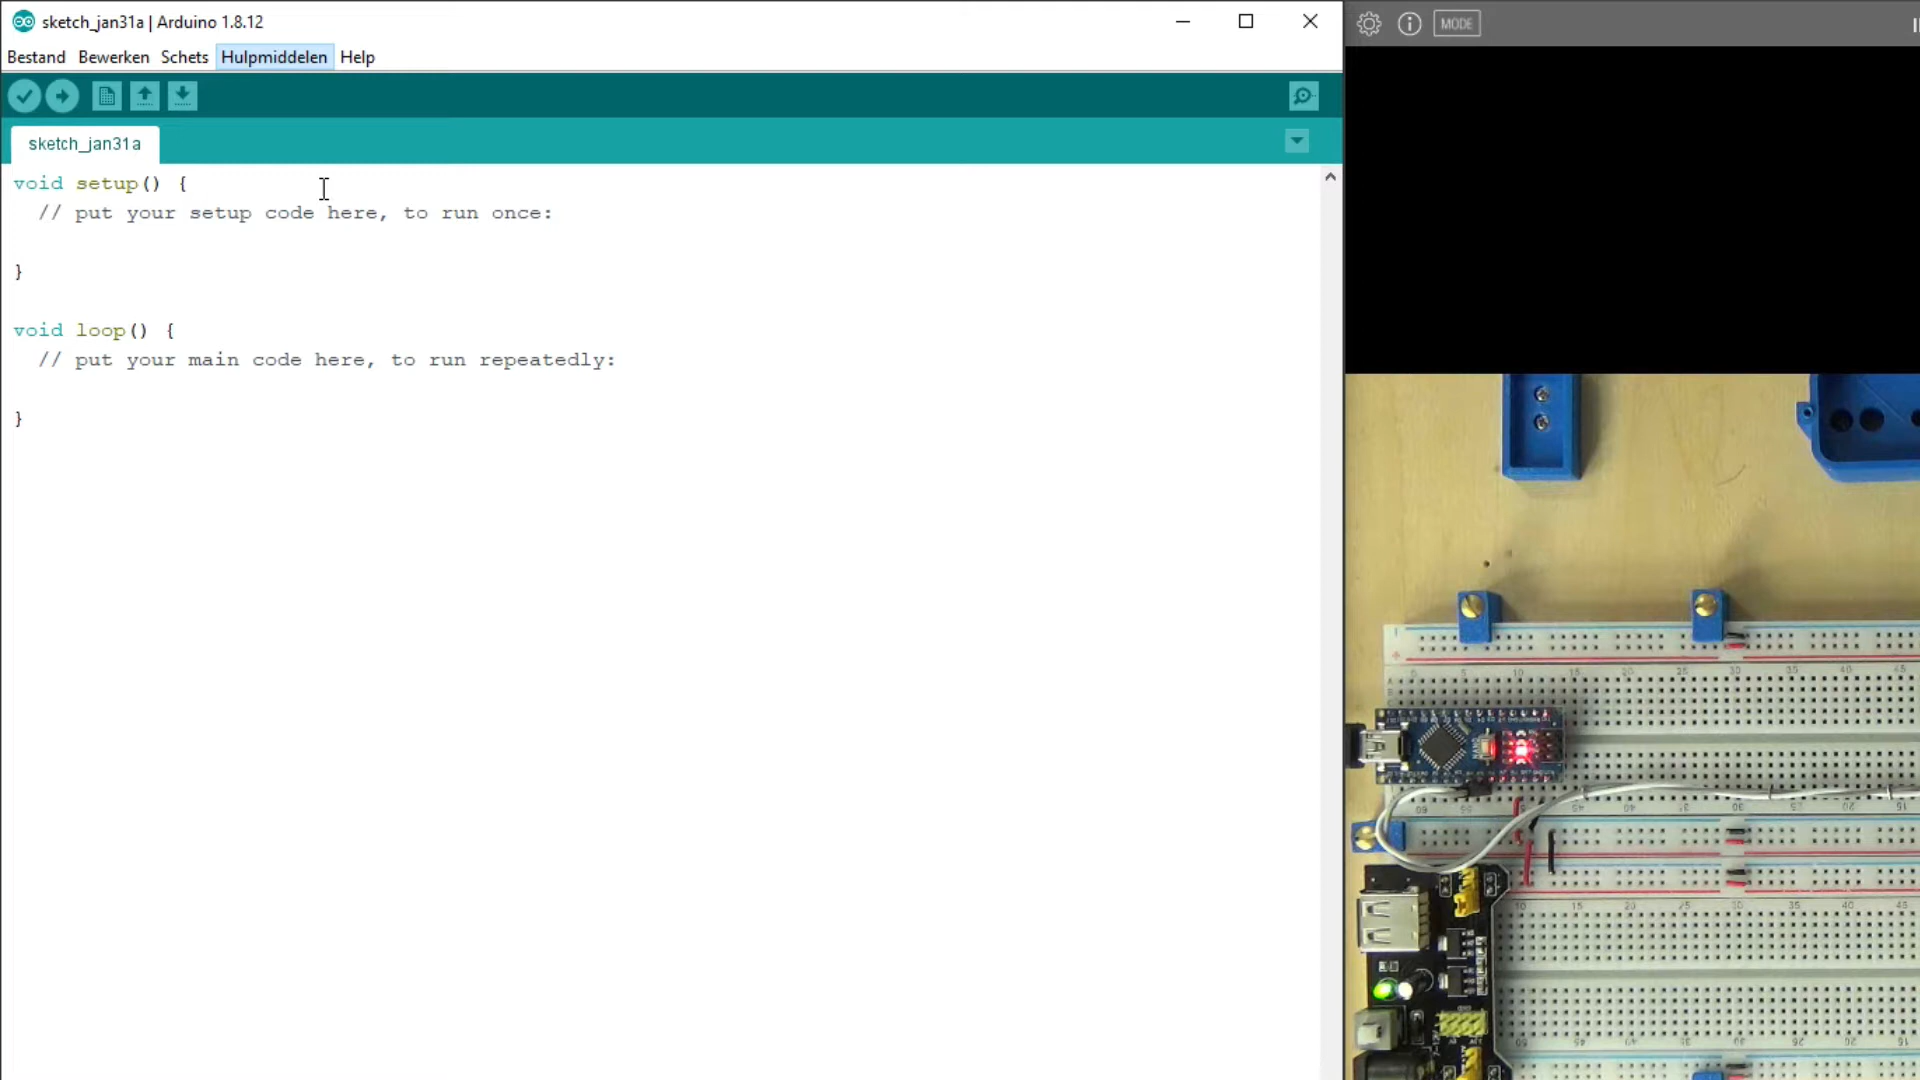 sketch_jan31a | Arduino 1.8.12
MODE
Bestand Bewerken Schets Hulpmiddelen Help
sketch_jan31a
void setup() {
// put your setup code here, to run once:
}
void loop() {
// put your main code here, to run repeatedly:
}
NANO